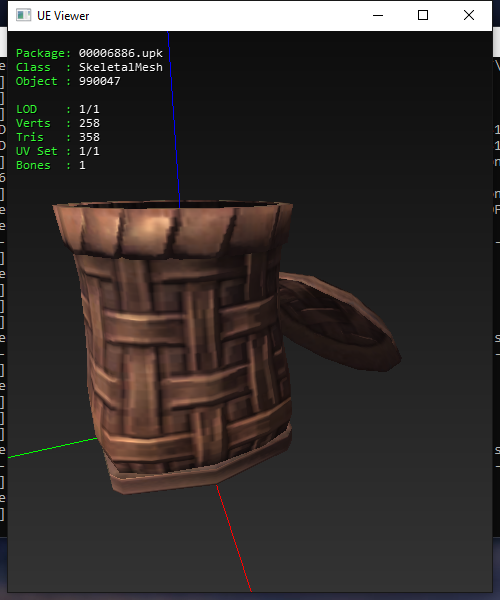 UE Viewer
Package: 00006886.upk
Class  : SkeletalMesh
Object : 990047
LOD    : 1/1
Verts  : 258
Tris   : 358
UV Set : 1/1
Bones  : 1